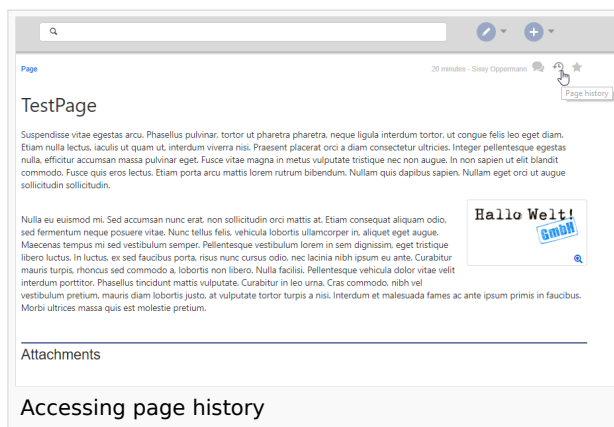 Page
20 minutes - Sissy Oppermann
Page history
TestPage
Suspendisse vitae egestas arcu. Phasellus pulvinar, tortor ut pharetra pharetra, neque ligula interdum tortor, ut congue felis leo eget diam.
Etiam nulla lectus, iaculis ut quam ut, interdum viverra nisi. Praesent placerat orci a diam consectetur ultricies. Integer pellentesque egestas
nulla, efficitur accumsan massa pulvinar eget. Fusce vitae magna in metus vulputate tristique nec non augue. In non sapien ut elit blandit
commodo. Fusce quis eros lectus. Etiam porta arcu mattis lorem rutrum bibendum. Nullam quis dapibus sapien. Nullam eget orci ut augue
sollicitudin sollicitudin.
Nulla eu euismod mi. Sed accumsan nunc erat, non sollicitudin orci mattis at. Etiam consequat aliquam odio,
sed fermentum neque posuere vitae. Nunc tellus felis, vehicula lobortis ullamcorper in, aliquet eget augue.
Maecenas tempus mi sed vestibulum semper. Pellentesque vestibulum lorem in sem dignissim, eget tristique
libero luctus. In luctus, ex sed faucibus porta, risus nunc cursus odio, nec lacinia nibh ipsum eu ante. Curabitur
mauris turpis, rhoncus sed commodo a, lobortis non libero. Nulla facilisi. Pellentesque vehicula dolor vitae velit
interdum porttitor. Phasellus tincidunt mattis vulputate. Curabitur in leo urna. Cras commodo, nibh vel
vestibulum pretium, mauris diam lobortis justo, at vulputate tortor turpis a nisi. Interdum et malesuada fames ac ante ipsum primis in faucibus.
Morbi ultrices massa quis est molestie pretium.
Hallo Welt!
GmbH
Attachments
Accessing page history